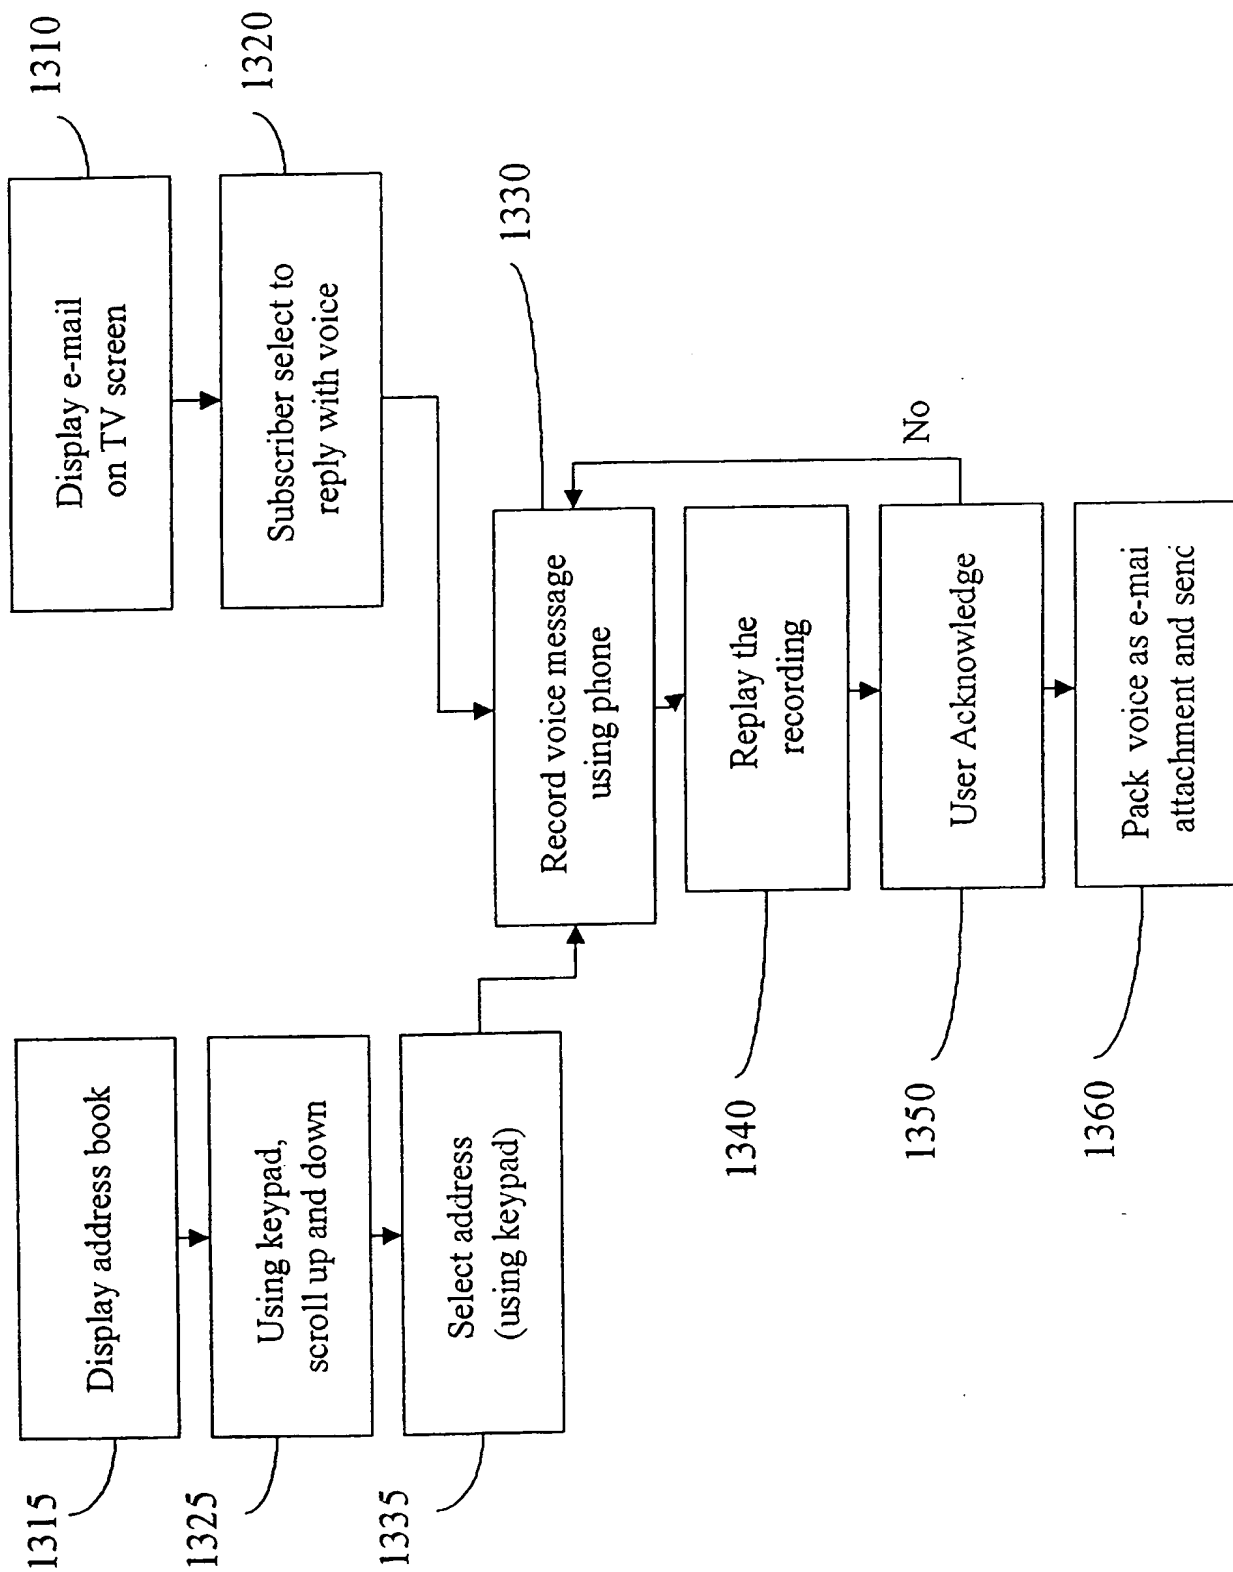 1315
Display address book
1325
Using keypad,
scroll up and down
1335
Select address
(using keypad)
Display e-mail
on TV screen
1310
Subscriber select to
reply with voice
1320
Record voice message
using phone
1330
Replay the
recording
1340
User Acknowledge
No
1350
Pack voice as e-mai
attachment and send
1360